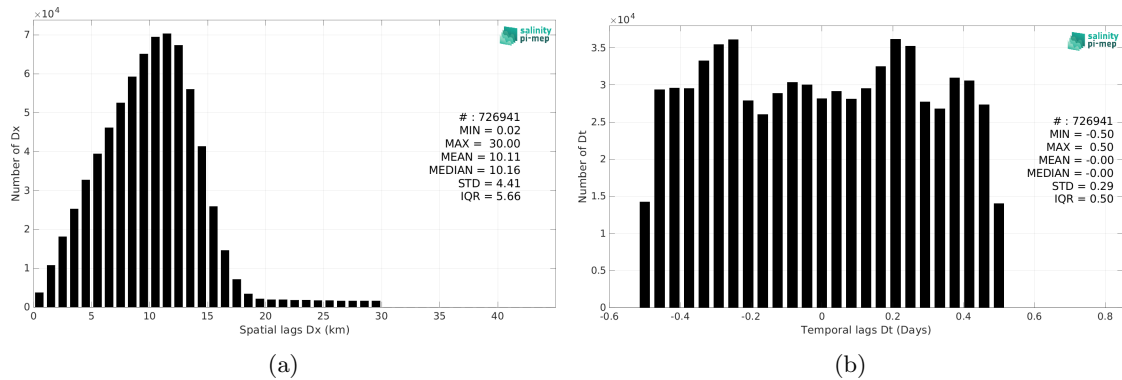 ×10⁴
7
6
5
4
3
2
1
0
Number of Dx
0 5 10 15 20 25 30 35 40
Spatial lags Dx (km)
salinity
pi-mep
# : 726941
MIN = 0.02
MAX = 30.00
MEAN = 10.11
MEDIAN = 10.16
STD = 4.41
IQR = 5.66
(a)
×10⁴
3.5
3
2.5
2
1.5
1
0.5
0
Number of Dt
-0.6 -0.4 -0.2 0 0.2 0.4 0.6 0.8
Temporal lags Dt (Days)
salinity
pi-mep
# : 726941
MIN = -0.50
MAX = 0.50
MEAN = -0.00
MEDIAN = -0.00
STD = 0.29
IQR = 0.50
(b)